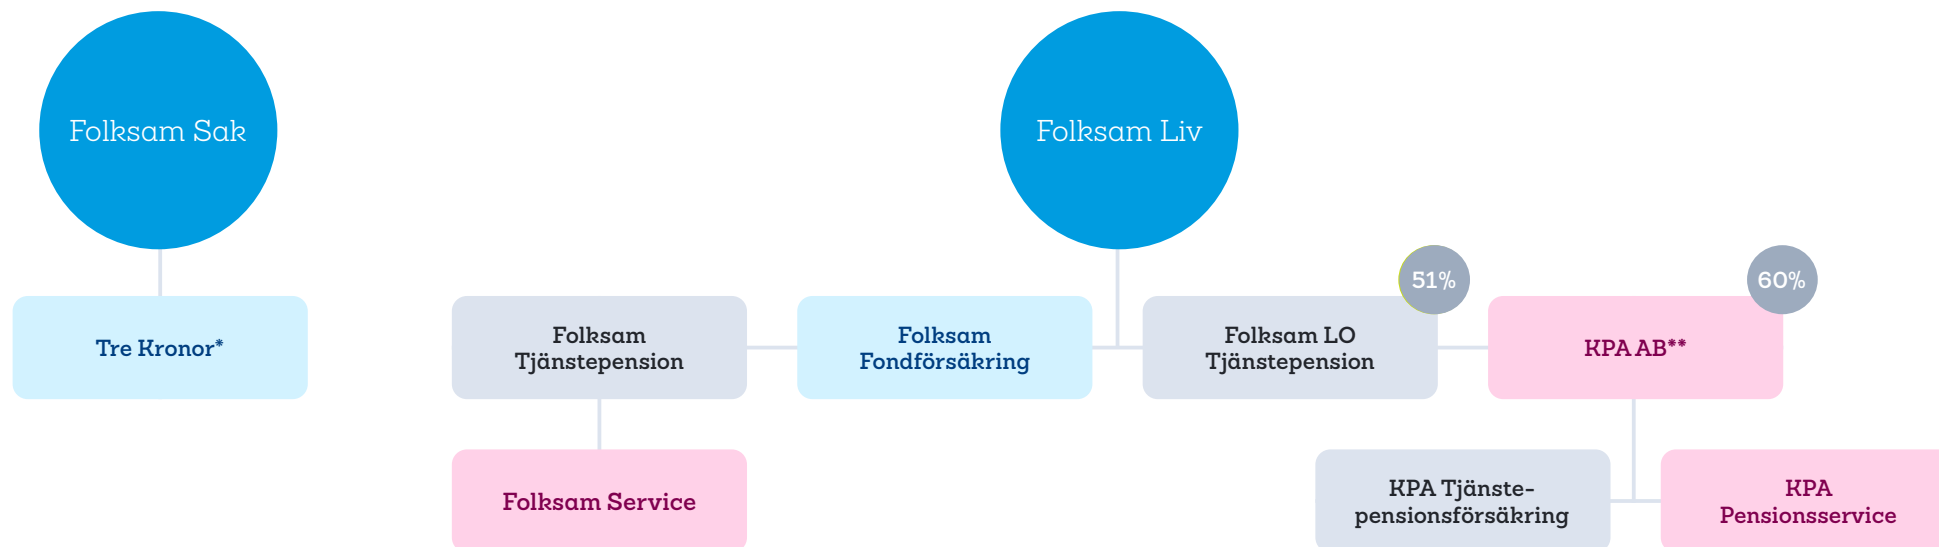 Folksam Sak
Folksam Liv
51%
60%
Tre Kronor*
Folksam
Tjänstepension
Folksam
Fondförsäkring
Folksam LO
Tjänstepension
KPA AB**
Folksam Service
KPA Tjänste-
pensionsförsäkring
KPA
Pensionsservice